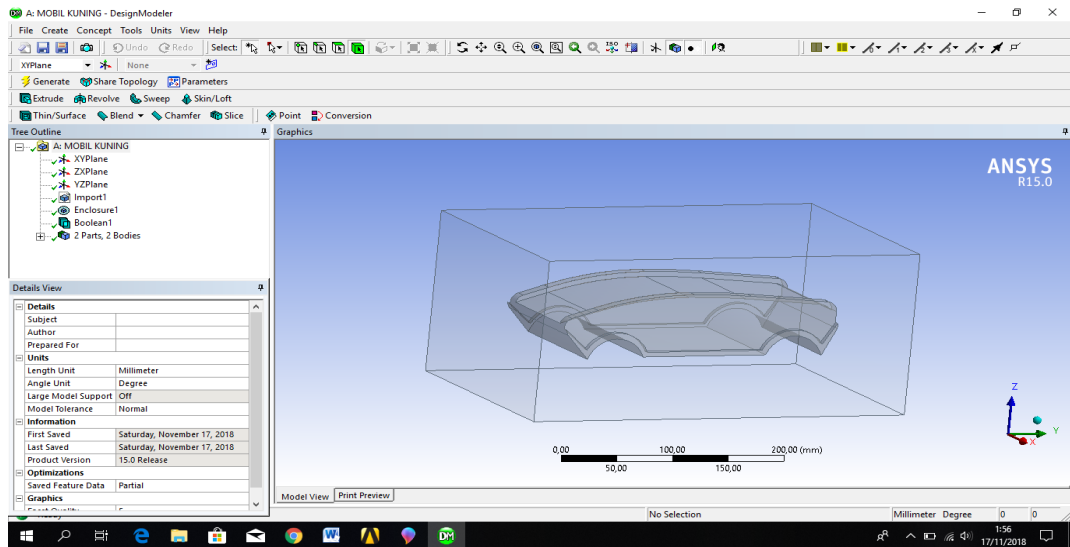 DM A: MOBIL KUNING - DesignModeler
File Create Concept Tools Units View Help
Undo Redo Select:
XYPlane None
Generate Share Topology Parameters
Extrude Revolve Sweep Skin/Loft
Thin/Surface Blend Chamfer Slice Point Conversion
Tree Outline
A: MOBIL KUNING
XYPlane
ZXPlane
YZPlane
Import1
Enclosure1
Boolean1
2 Parts, 2 Bodies
Details View
Details
Subject
Author
Prepared For
Units
Length Unit Millimeter
Angle Unit Degree
Large Model Support Off
Model Tolerance Normal
Information
First Saved Saturday, November 17, 2018
Last Saved Saturday, November 17, 2018
Product Version 15.0 Release
Optimizations
Saved Feature Data Partial
Graphics
Graphics
ANSYS
R15.0
Z
Y
X
0,00 100,00 200,00 (mm)
50,00 150,00
Model View Print Preview
No Selection Millimeter Degree 0 0
DM
1:56
17/11/2018